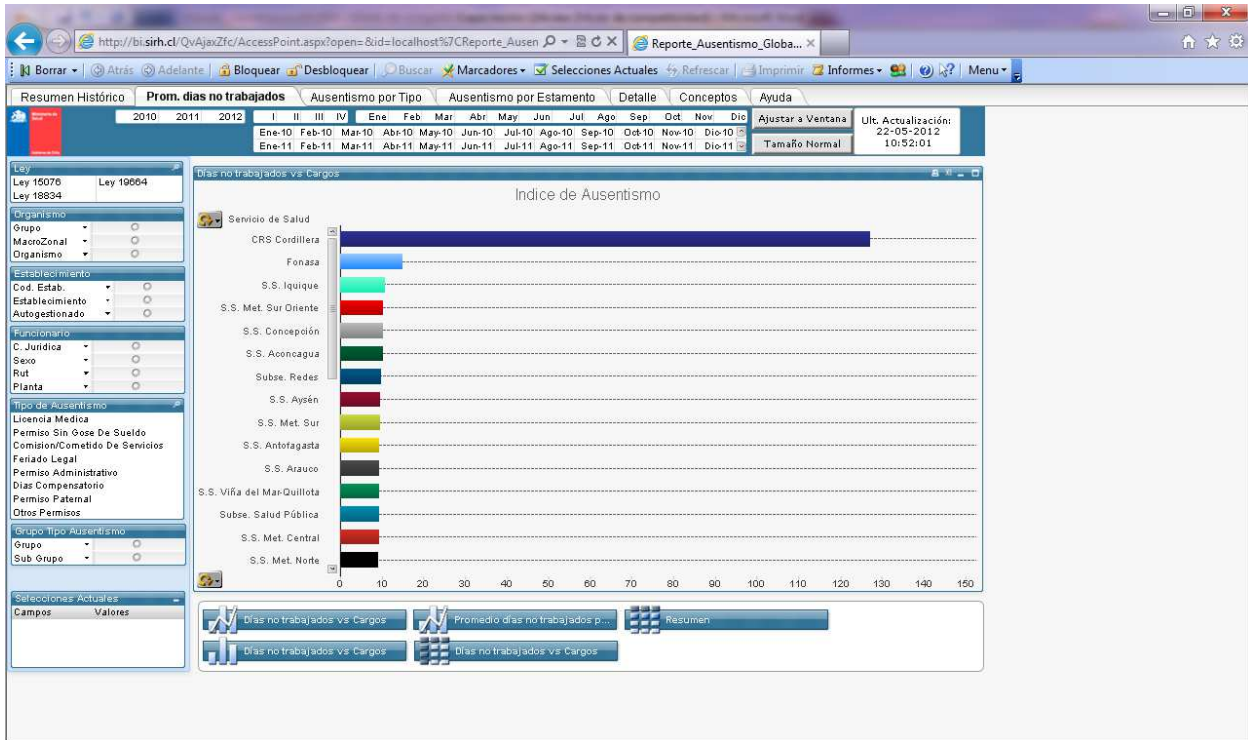 http://bi.sirh.cl/QvAjaxZfc/AccessPoint.aspx?open=&id=localhost%7CReporte_Ausen
Reporte_Ausentismo_Globa...
Borrar Atrás Adelante Bloquear Desbloquear Buscar Marcadores Selecciones Actuales Refrescar Imprimir Informes Menu
Resumen Histórico Prom. dias no trabajados Ausentismo por Tipo Ausentismo por Estamento Detalle Conceptos Ayuda
2010 2011 2012 I II III IV Ene Feb Mar Abr May Jun Jul Ago Sep Oct Nov Dic
Ene-10 Feb-10 Mar-10 Abr-10 May-10 Jun-10 Jul-10 Ago-10 Sep-10 Oct-10 Nov-10 Dic-10
Ene-11 Feb-11 Mar-11 Abr-11 May-11 Jun-11 Jul-11 Ago-11 Sep-11 Oct-11 Nov-11 Dic-11
Ajustar a Ventana
Tamaño Normal
Ult. Actualización:
22-05-2012
10:52:01
Ley
Ley 15076 Ley 19664
Ley 18834
Organismo
Grupo
MacroZonal
Organismo
Establecimiento
Cod. Estab.
Establecimiento
Autogestionado
Funcionario
C. Juridica
Sexo
Rut
Planta
Tipo de Ausentismo
Licencia Medica
Permiso Sin Gose De Sueldo
Comision/Cometido De Servicios
Feriado Legal
Permiso Administrativo
Dias Compensatorio
Permiso Paternal
Otros Permisos
Grupo Tipo Ausentismo
Grupo
Sub Grupo
Selecciones Actuales
Campos Valores
Días no trabajados vs Cargos
Indice de Ausentismo
Servicio de Salud
CRS Cordillera
Fonasa
S.S. Iquique
S.S. Met. Sur Oriente
S.S. Concepción
S.S. Aconcagua
Subse. Redes
S.S. Aysén
S.S. Met. Sur
S.S. Antofagasta
S.S. Arauco
S.S. Viña del Mar-Quillota
Subse. Salud Pública
S.S. Met. Central
S.S. Met. Norte
0 10 20 30 40 50 60 70 80 90 100 110 120 130 140 150
Días no trabajados vs Cargos Promedio días no trabajados p... Resumen
Días no trabajados vs Cargos Días no trabajados vs Cargos